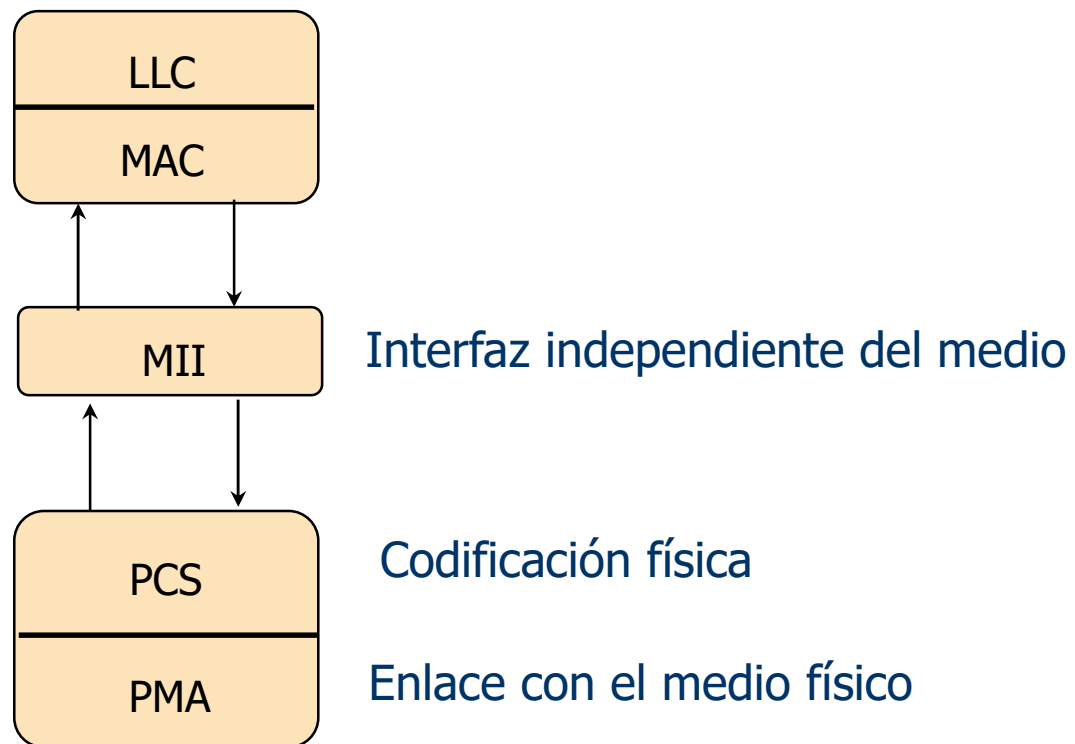 LLC
MAC
MII
Interfaz independiente del medio
PCS
Codificación física
PMA
Enlace con el medio físico